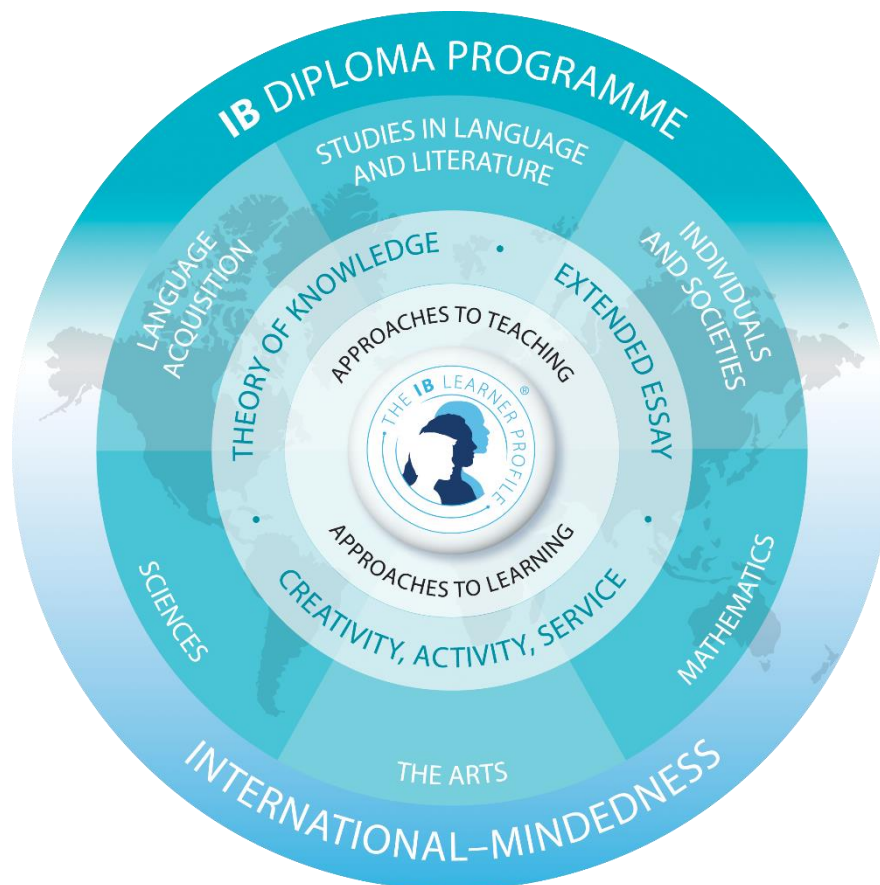 IB DIPLOMA PROGRAMME
STUDIES IN LANGUAGE
AND LITERATURE
LANGUAGE
ACQUISITION
INDIVIDUALS
AND SOCIETIES
THEORY OF KNOWLEDGE •
EXTENDED ESSAY •
APPROACHES TO TEACHING
• THE IB LEARNER PROFILE • ®
APPROACHES TO LEARNING
• CREATIVITY, ACTIVITY, SERVICE
SCIENCES
MATHEMATICS
THE ARTS
INTERNATIONAL–MINDEDNESS